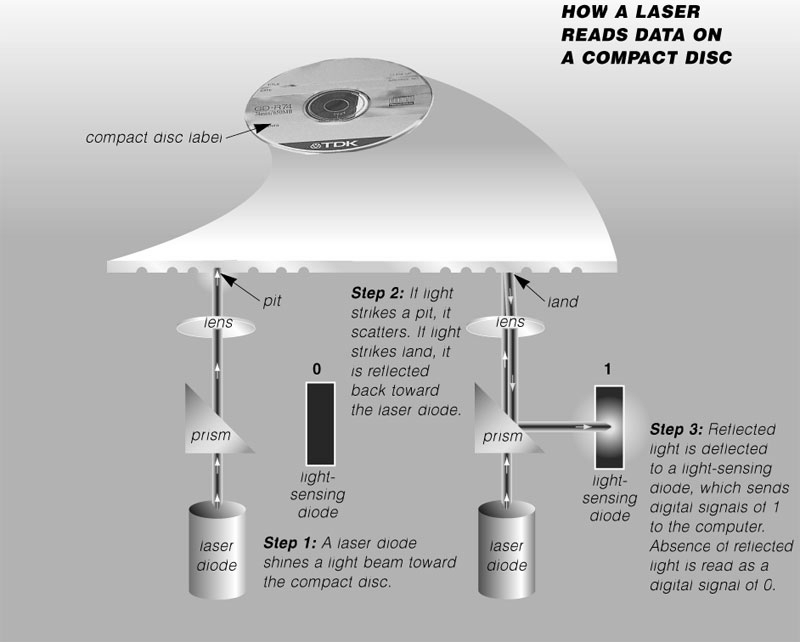 HOW A LASER
READS DATA ON
A COMPACT DISC
CD-R74
TDK
compact disc label
pit
land
lens
lens
Step 2: If light
strikes a pit, it
scatters. If light
strikes land, it
is reflected
back toward
the laser diode.
0
1
prism
prism
light-
sensing
diode
light-
sensing
diode
Step 3: Reflected
light is deflected
to a light-sensing
diode, which sends
digital signals of 1
to the computer.
Absence of reflected
light is read as a
digital signal of 0.
laser
diode
Step 1: A laser diode
shines a light beam toward
the compact disc.
laser
diode